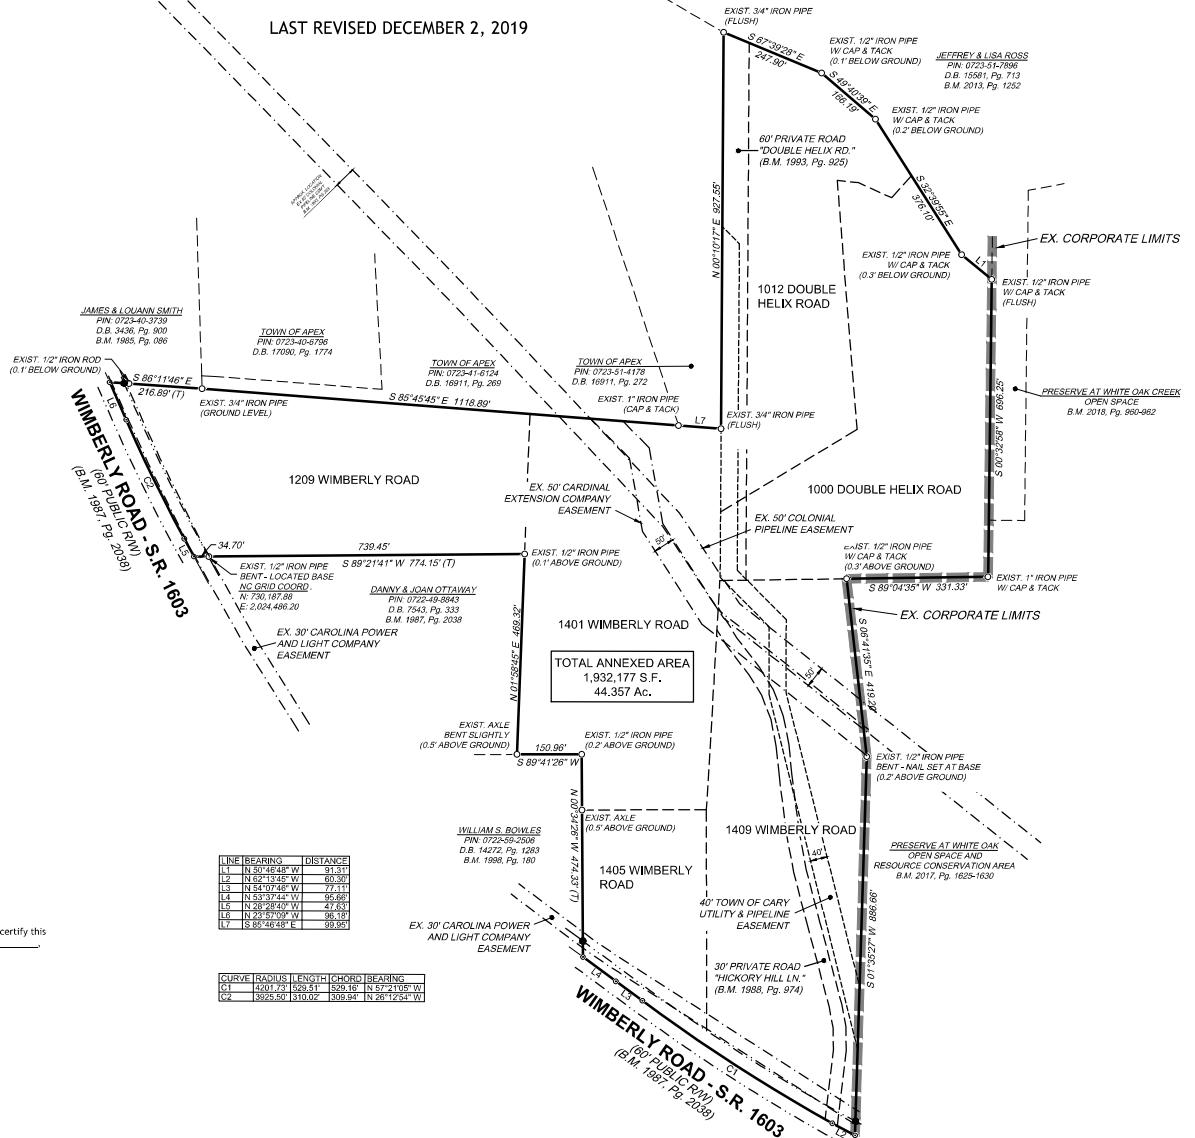 LAST REVISED DECEMBER 2, 2019
EXIST. 3/4" IRON PIPE
(FLUSH)
S 67°39'28" E
247.90'
EXIST. 1/2" IRON PIPE
W/ CAP & TACK
(0.1' BELOW GROUND)
JEFFREY & LISA ROSS
PIN: 0723-51-7896
D.B. 15581, Pg. 713
B.M. 2013, Pg. 1252
S 49°40'39" E
166.19'
EXIST. 1/2" IRON PIPE
W/ CAP & TACK
(0.2' BELOW GROUND)
60' PRIVATE ROAD
"DOUBLE HELIX RD."
(B.M. 1993, Pg. 925)
S 32°39'55" E
376.10'
N 00°10'17" E 927.55'
EX. CORPORATE LIMITS
EXIST. 1/2" IRON PIPE
W/ CAP & TACK
(0.3' BELOW GROUND)
L1
EXIST. 1/2" IRON PIPE
W/ CAP & TACK
(FLUSH)
1012 DOUBLE
HELIX ROAD
JAMES & LOUANN SMITH
PIN: 0723-40-3739
D.B. 3436, Pg. 900
B.M. 1985, Pg. 086
TOWN OF APEX
PIN: 0723-40-6796
D.B. 17090, Pg. 1774
TOWN OF APEX
PIN: 0723-41-6124
D.B. 16911, Pg. 269
TOWN OF APEX
PIN: 0723-51-4178
D.B. 16911, Pg. 272
EXIST. 1/2" IRON ROD
(0.1' BELOW GROUND)
S 86°11'46" E
216.89' (T)
EXIST. 3/4" IRON PIPE
(GROUND LEVEL)
S 85°45'45" E 1118.89'
EXIST. 1" IRON PIPE
(CAP & TACK)
L7
EXIST. 3/4" IRON PIPE
(FLUSH)
S 00°32'58" W 696.25'
PRESERVE AT WHITE OAK CREEK
OPEN SPACE
B.M. 2018, Pg. 960-962
L6
WIMBERLY ROAD - S.R. 1603
(60' PUBLIC R/W)
(B.M. 1987, Pg. 2038)
C2
L5
1209 WIMBERLY ROAD
EX. 50' CARDINAL
EXTENSION COMPANY
EASEMENT
1000 DOUBLE HELIX ROAD
EX. 50' COLONIAL
PIPELINE EASEMENT
50'
34.70'
739.45'
S 89°21'41" W 774.15' (T)
EXIST. 1/2" IRON PIPE
(0.1' ABOVE GROUND)
EXIST. 1/2" IRON PIPE
W/ CAP & TACK
(0.3' ABOVE GROUND)
S 89°04'35" W 331.33'
EXIST. 1" IRON PIPE
W/ CAP & TACK
EXIST. 1/2" IRON PIPE
BENT - LOCATED BASE
NC GRID COORD.
N: 730,187.88
E: 2,024,486.20
DANNY & JOAN OTTAWAY
PIN: 0722-49-8843
D.B. 7543, Pg. 333
B.M. 1987, Pg. 2038
EX. CORPORATE LIMITS
1401 WIMBERLY ROAD
EX. 30' CAROLINA POWER
AND LIGHT COMPANY
EASEMENT
N 01°58'45" E 469.32'
TOTAL ANNEXED AREA
1,932,177 S.F.
44.357 Ac.
50'
S 06°41'35" E 419.20'
EXIST. AXLE
BENT SLIGHTLY
(0.5' ABOVE GROUND)
150.96'
S 89°41'26" W
EXIST. 1/2" IRON PIPE
(0.2' ABOVE GROUND)
EXIST. 1/2" IRON PIPE
BENT - NAIL SET AT BASE
(0.2' ABOVE GROUND)
N 00°34'26" W 474.33' (T)
EXIST. AXLE
(0.5' ABOVE GROUND)
WILLIAM S. BOWLES
PIN: 0722-59-2506
D.B. 14272, Pg. 1283
B.M. 1998, Pg. 180
1409 WIMBERLY ROAD
PRESERVE AT WHITE OAK
OPEN SPACE AND
RESOURCE CONSERVATION AREA
B.M. 2017, Pg. 1625-1630
40'
1405 WIMBERLY
ROAD
LINE BEARING DISTANCE
L1 N 50°46'48" W 91.31'
L2 N 62°13'45" W 60.30'
L3 N 54°07'46" W 77.11'
L4 N 53°37'44" W 95.66'
L5 N 26°28'40" W 47.63'
L6 N 23°57'09" W 96.18'
L7 S 85°46'48" E 99.95'
40' TOWN OF CARY
UTILITY & PIPELINE
EASEMENT
EX. 30' CAROLINA POWER
AND LIGHT COMPANY
EASEMENT
certify this
S 01°35'27" W 886.66'
30' PRIVATE ROAD
"HICKORY HILL LN."
(B.M. 1988, Pg. 974)
CURVE RADIUS LENGTH CHORD BEARING
C1 4201.73' 529.51' 529.16' N 57°21'05" W
C2 3925.50' 310.02' 309.94' N 26°12'54" W
L4
L3
WIMBERLY ROAD - S.R. 1603
(60' PUBLIC R/W)
(B.M. 1987, Pg. 2038)
C1
L2